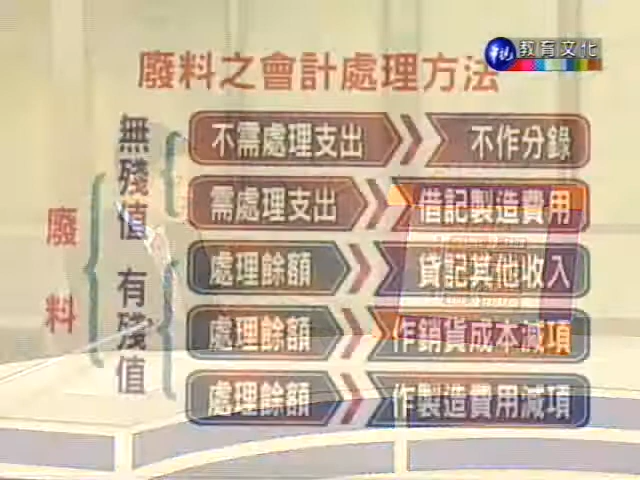 華視 教育文化
廢料之會計處理方法
廢料
無殘值
不需處理支出 不作分錄
需處理支出 借記製造費用
有殘值
處理餘額 貸記其他收入
處理餘額 作銷貨成本減項
處理餘額 作製造費用減項